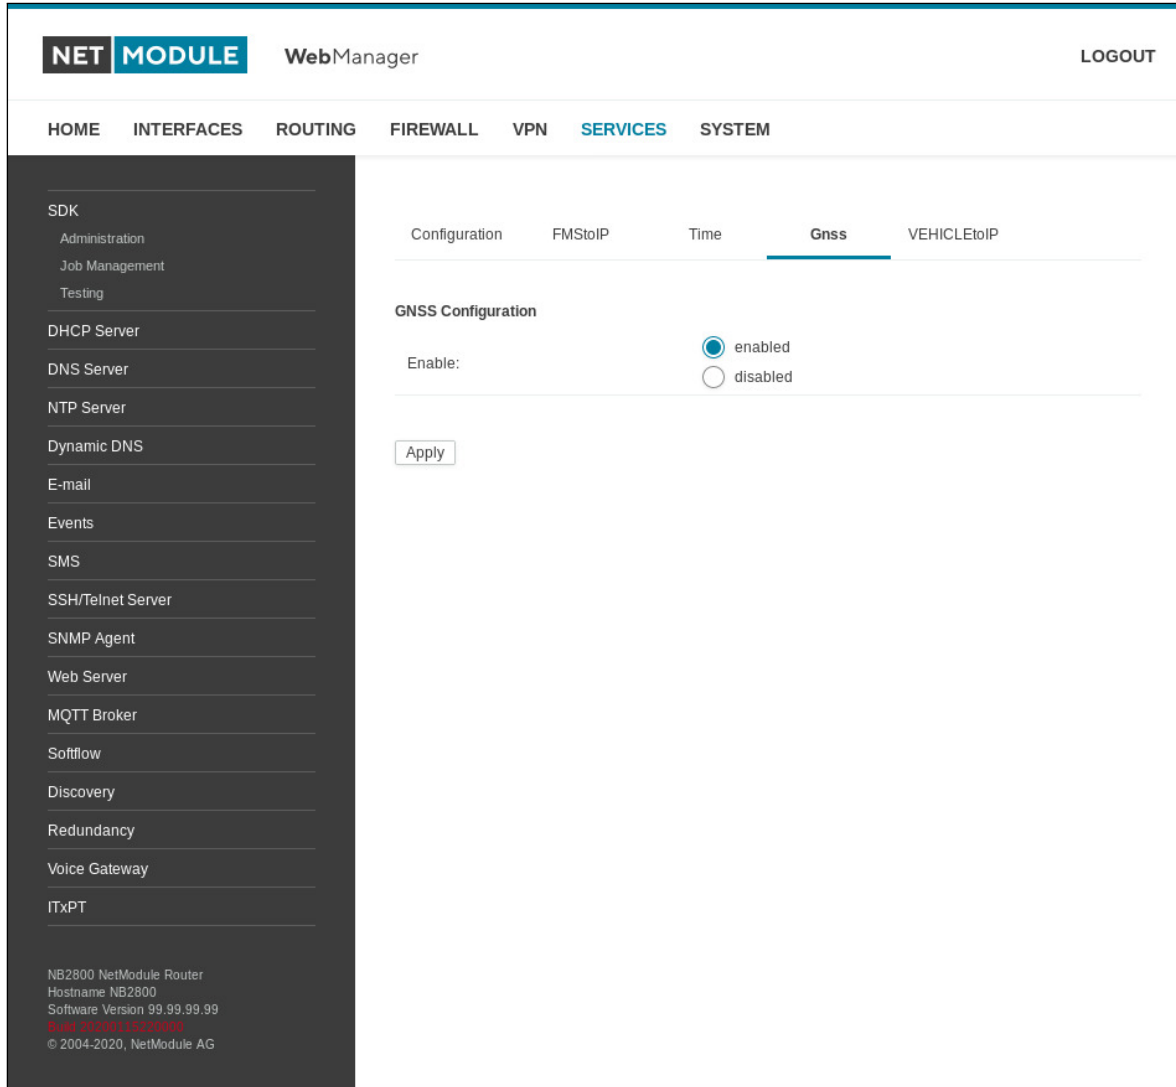 NET MODULE WebManager LOGOUT
HOME INTERFACES ROUTING FIREWALL VPN SERVICES SYSTEM
SDK
Administration
Job Management
Testing
DHCP Server
DNS Server
NTP Server
Dynamic DNS
E-mail
Events
SMS
SSH/Telnet Server
SNMP Agent
Web Server
MQTT Broker
Softflow
Discovery
Redundancy
Voice Gateway
ITxPT
NB2800 NetModule Router
Hostname NB2800
Software Version 99.99.99.99
Build
© 2004-2020, NetModule AG
Configuration FMStoIP Time Gnss VEHICLEtoIP
GNSS Configuration
Enable:
enabled
disabled
Apply